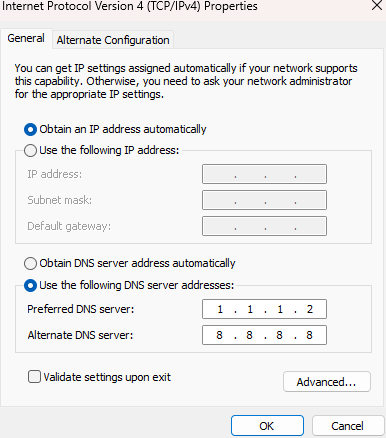 Internet Protocol Version 4 (TCP/IPv4) Properties
General
Alternate Configuration
You can get IP settings assigned automatically if your network supports
this capability. Otherwise, you need to ask your network administrator
for the appropriate IP settings.
Obtain an IP address automatically
Use the following IP address:
IP address:
. . .
Subnet mask:
. . .
Default gateway:
. . .
Obtain DNS server address automatically
Use the following DNS server addresses:
Preferred DNS server:
1 . 1 . 1 . 2
Alternate DNS server:
8 . 8 . 8 . 8
Validate settings upon exit
Advanced...
OK
Cancel